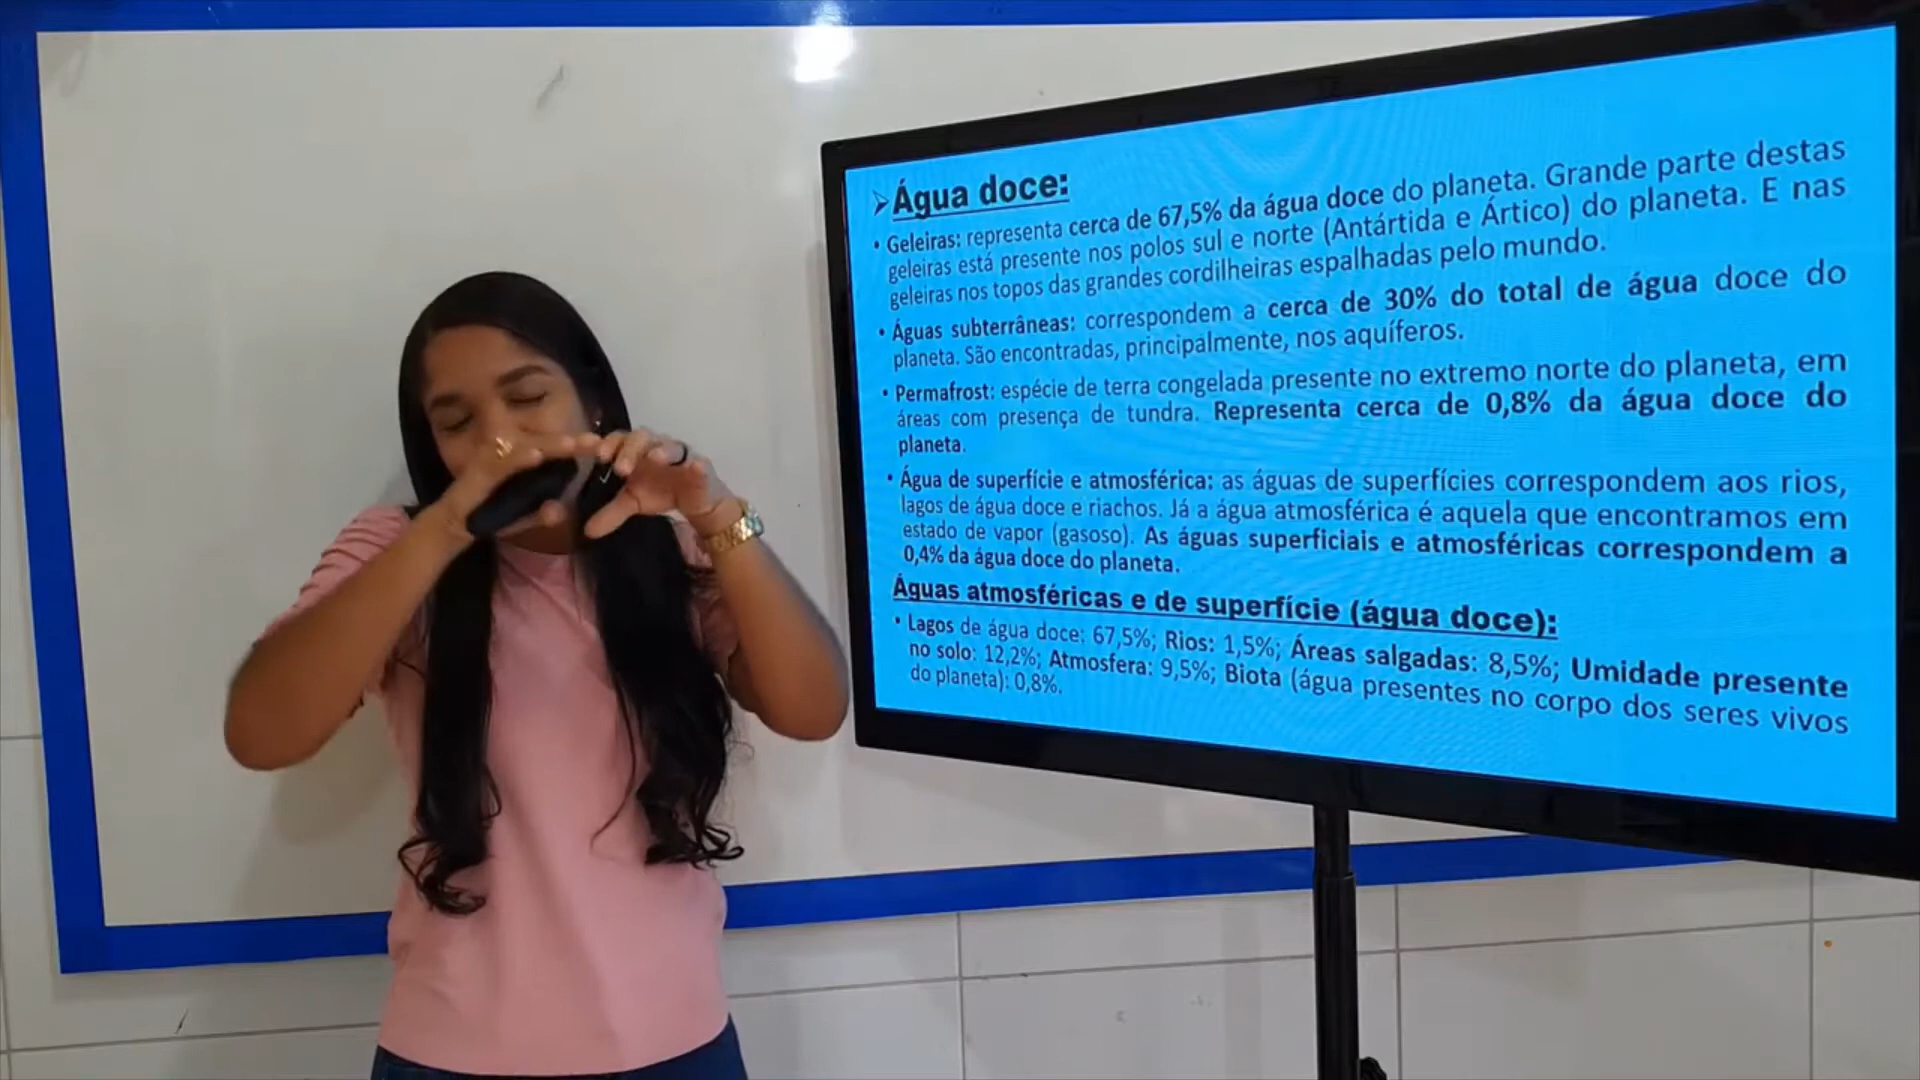 ➢Água doce:
• Geleiras: representa cerca de 67,5% da água doce do planeta. Grande parte destas
geleiras está presente nos polos sul e norte (Antártida e Ártico) do planeta. E nas
geleiras nos topos das grandes cordilheiras espalhadas pelo mundo.
• Águas subterrâneas: correspondem a cerca de 30% do total de água doce do
planeta. São encontradas, principalmente, nos aquíferos.
• Permafrost: espécie de terra congelada presente no extremo norte do planeta, em
áreas com presença de tundra. Representa cerca de 0,8% da água doce do
planeta.
• Água de superfície e atmosférica: as águas de superfícies correspondem aos rios,
lagos de água doce e riachos. Já a água atmosférica é aquela que encontramos em
estado de vapor (gasoso). As águas superficiais e atmosféricas correspondem a
0,4% da água doce do planeta.
Águas atmosféricas e de superfície (água doce):
• Lagos de água doce: 67,5%; Rios: 1,5%; Áreas salgadas: 8,5%; Umidade presente
no solo: 12,2%; Atmosfera: 9,5%; Biota (água presentes no corpo dos seres vivos
do planeta): 0,8%.